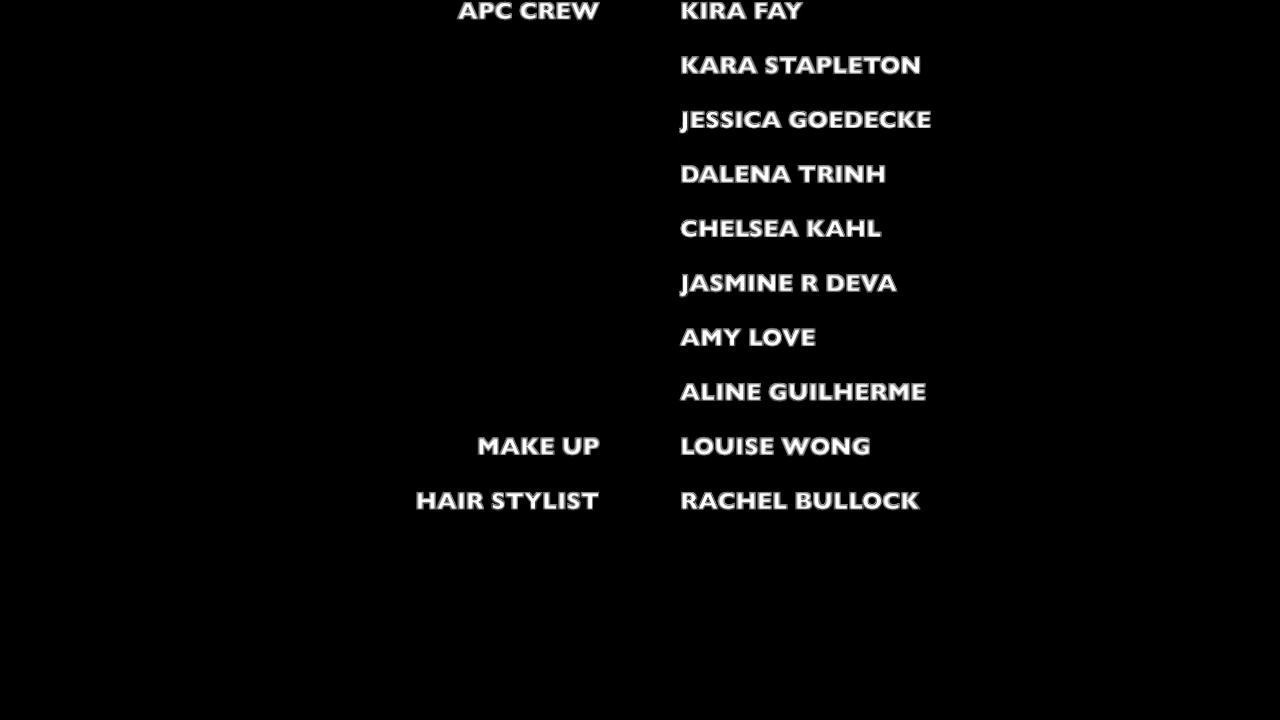 APC CREW KIRA FAY
KARA STAPLETON
JESSICA GOEDECKE
DALENA TRINH
CHELSEA KAHL
JASMINE R DEVA
AMY LOVE
ALINE GUILHERME
MAKE UP LOUISE WONG
HAIR STYLIST RACHEL BULLOCK